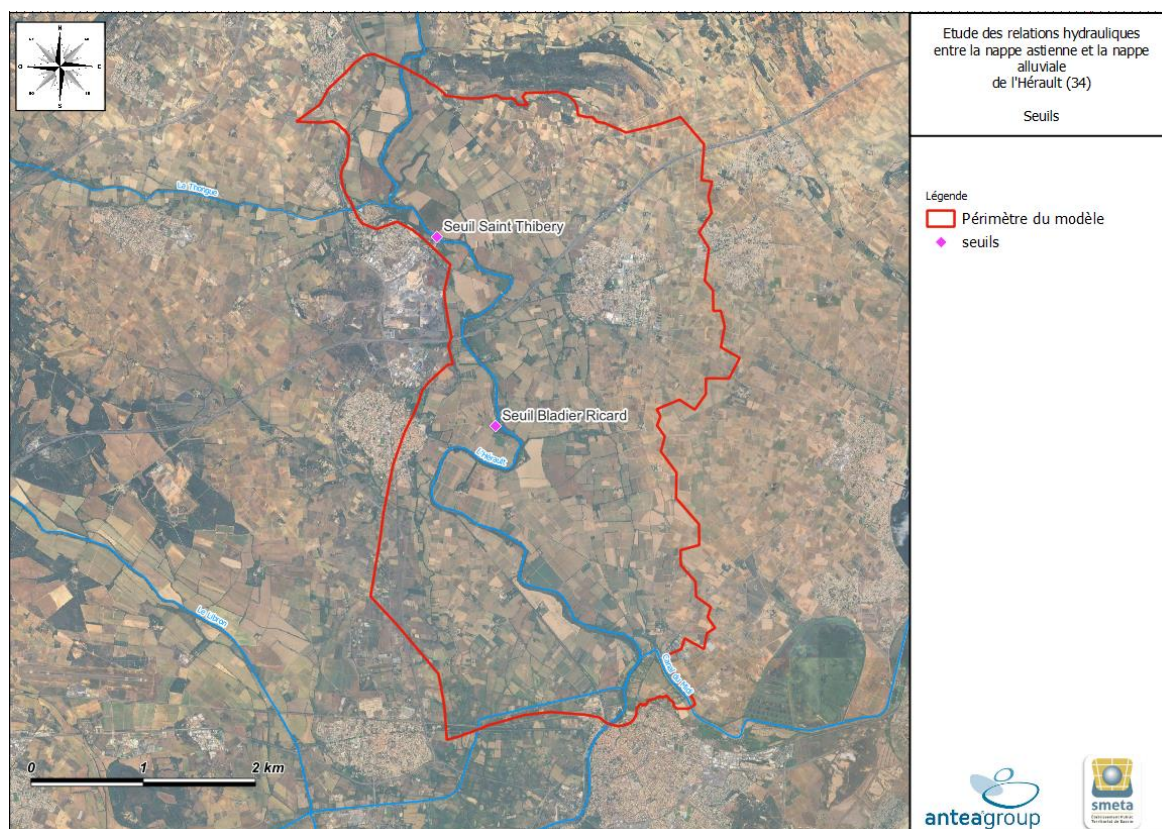 Etude des relations hydrauliques
entre la nappe astienne et la nappe
alluviale
de l'Hérault (34)
Seuils
Légende
Périmètre du modèle
seuils
N
O
E
S
La Thongue
Seuil Saint Thibery
Seuil Bladier Ricard
L'Hérault
Le Libron
Canal du Midi
0 1 2 km
anteagroup
smeta